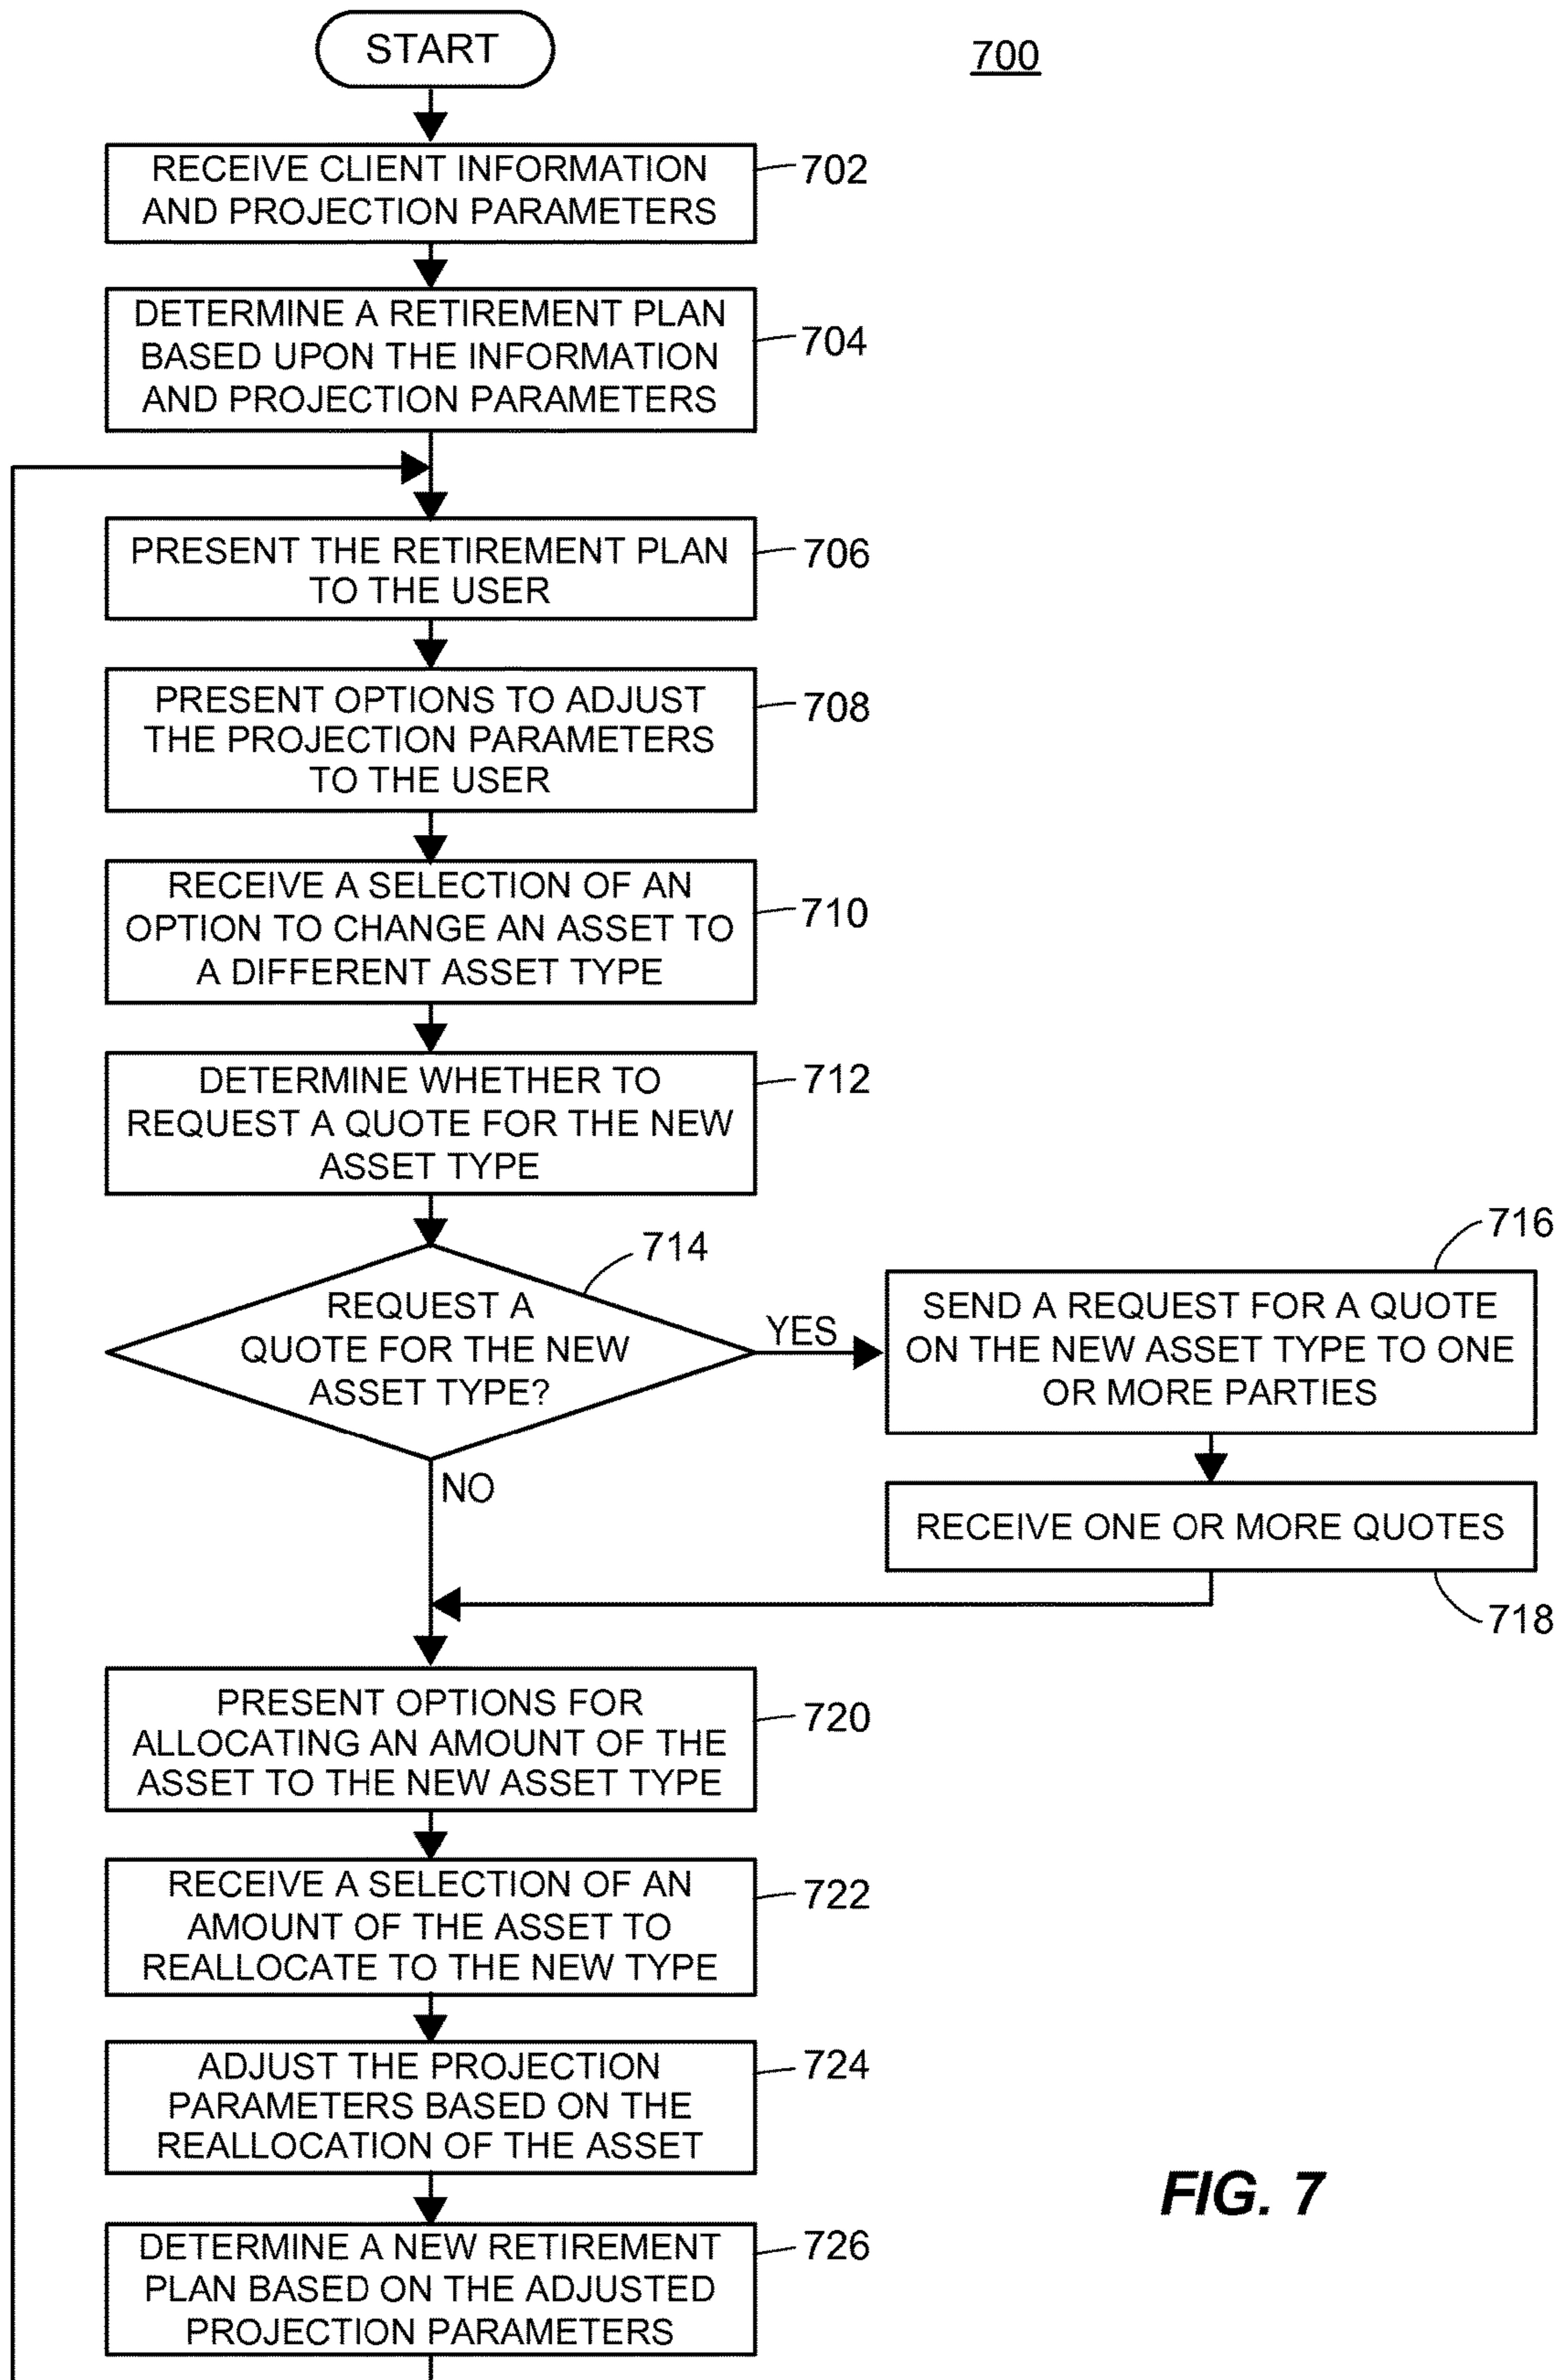 START
700
RECEIVE CLIENT INFORMATION
AND PROJECTION PARAMETERS
702
DETERMINE A RETIREMENT PLAN
BASED UPON THE INFORMATION
AND PROJECTION PARAMETERS
704
PRESENT THE RETIREMENT PLAN
TO THE USER
706
PRESENT OPTIONS TO ADJUST
THE PROJECTION PARAMETERS
TO THE USER
708
RECEIVE A SELECTION OF AN
OPTION TO CHANGE AN ASSET TO
A DIFFERENT ASSET TYPE
710
DETERMINE WHETHER TO
REQUEST A QUOTE FOR THE NEW
ASSET TYPE
712
REQUEST A
QUOTE FOR THE NEW
ASSET TYPE?
714
YES
NO
716
SEND A REQUEST FOR A QUOTE
ON THE NEW ASSET TYPE TO ONE
OR MORE PARTIES
RECEIVE ONE OR MORE QUOTES
718
PRESENT OPTIONS FOR
ALLOCATING AN AMOUNT OF THE
ASSET TO THE NEW ASSET TYPE
720
RECEIVE A SELECTION OF AN
AMOUNT OF THE ASSET TO
REALLOCATE TO THE NEW TYPE
722
ADJUST THE PROJECTION
PARAMETERS BASED ON THE
REALLOCATION OF THE ASSET
724
DETERMINE A NEW RETIREMENT
PLAN BASED ON THE ADJUSTED
PROJECTION PARAMETERS
726
FIG. 7